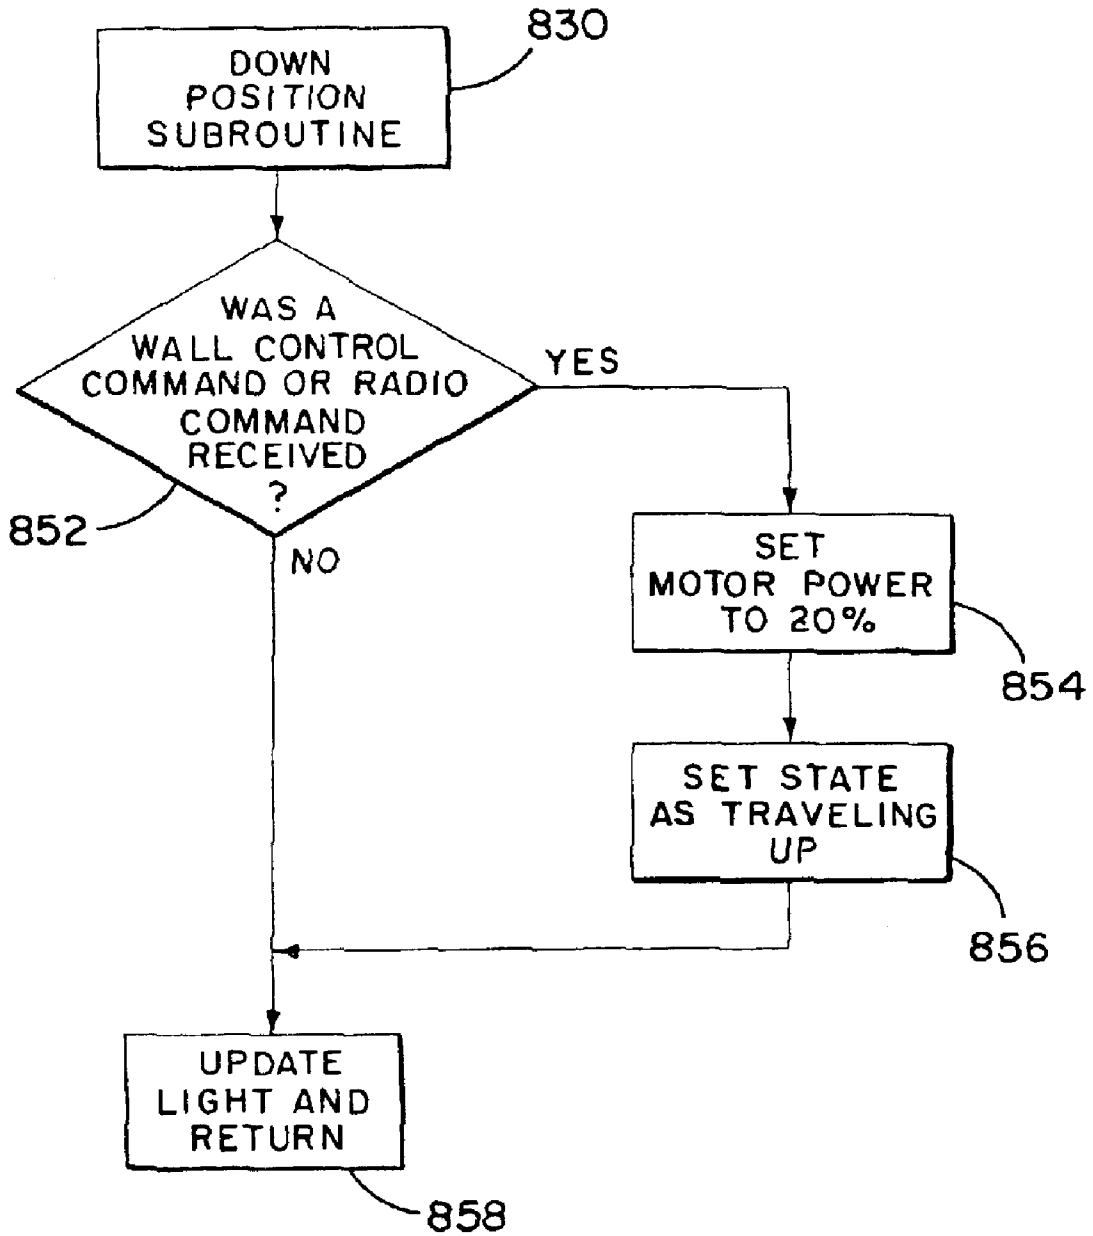 830
DOWN
POSITION
SUBROUTINE
WAS A
WALL CONTROL
COMMAND OR RADIO
COMMAND
RECEIVED
?
852
YES
NO
SET
MOTOR POWER
TO 20%
854
SET STATE
AS TRAVELING
UP
856
UPDATE
LIGHT AND
RETURN
858